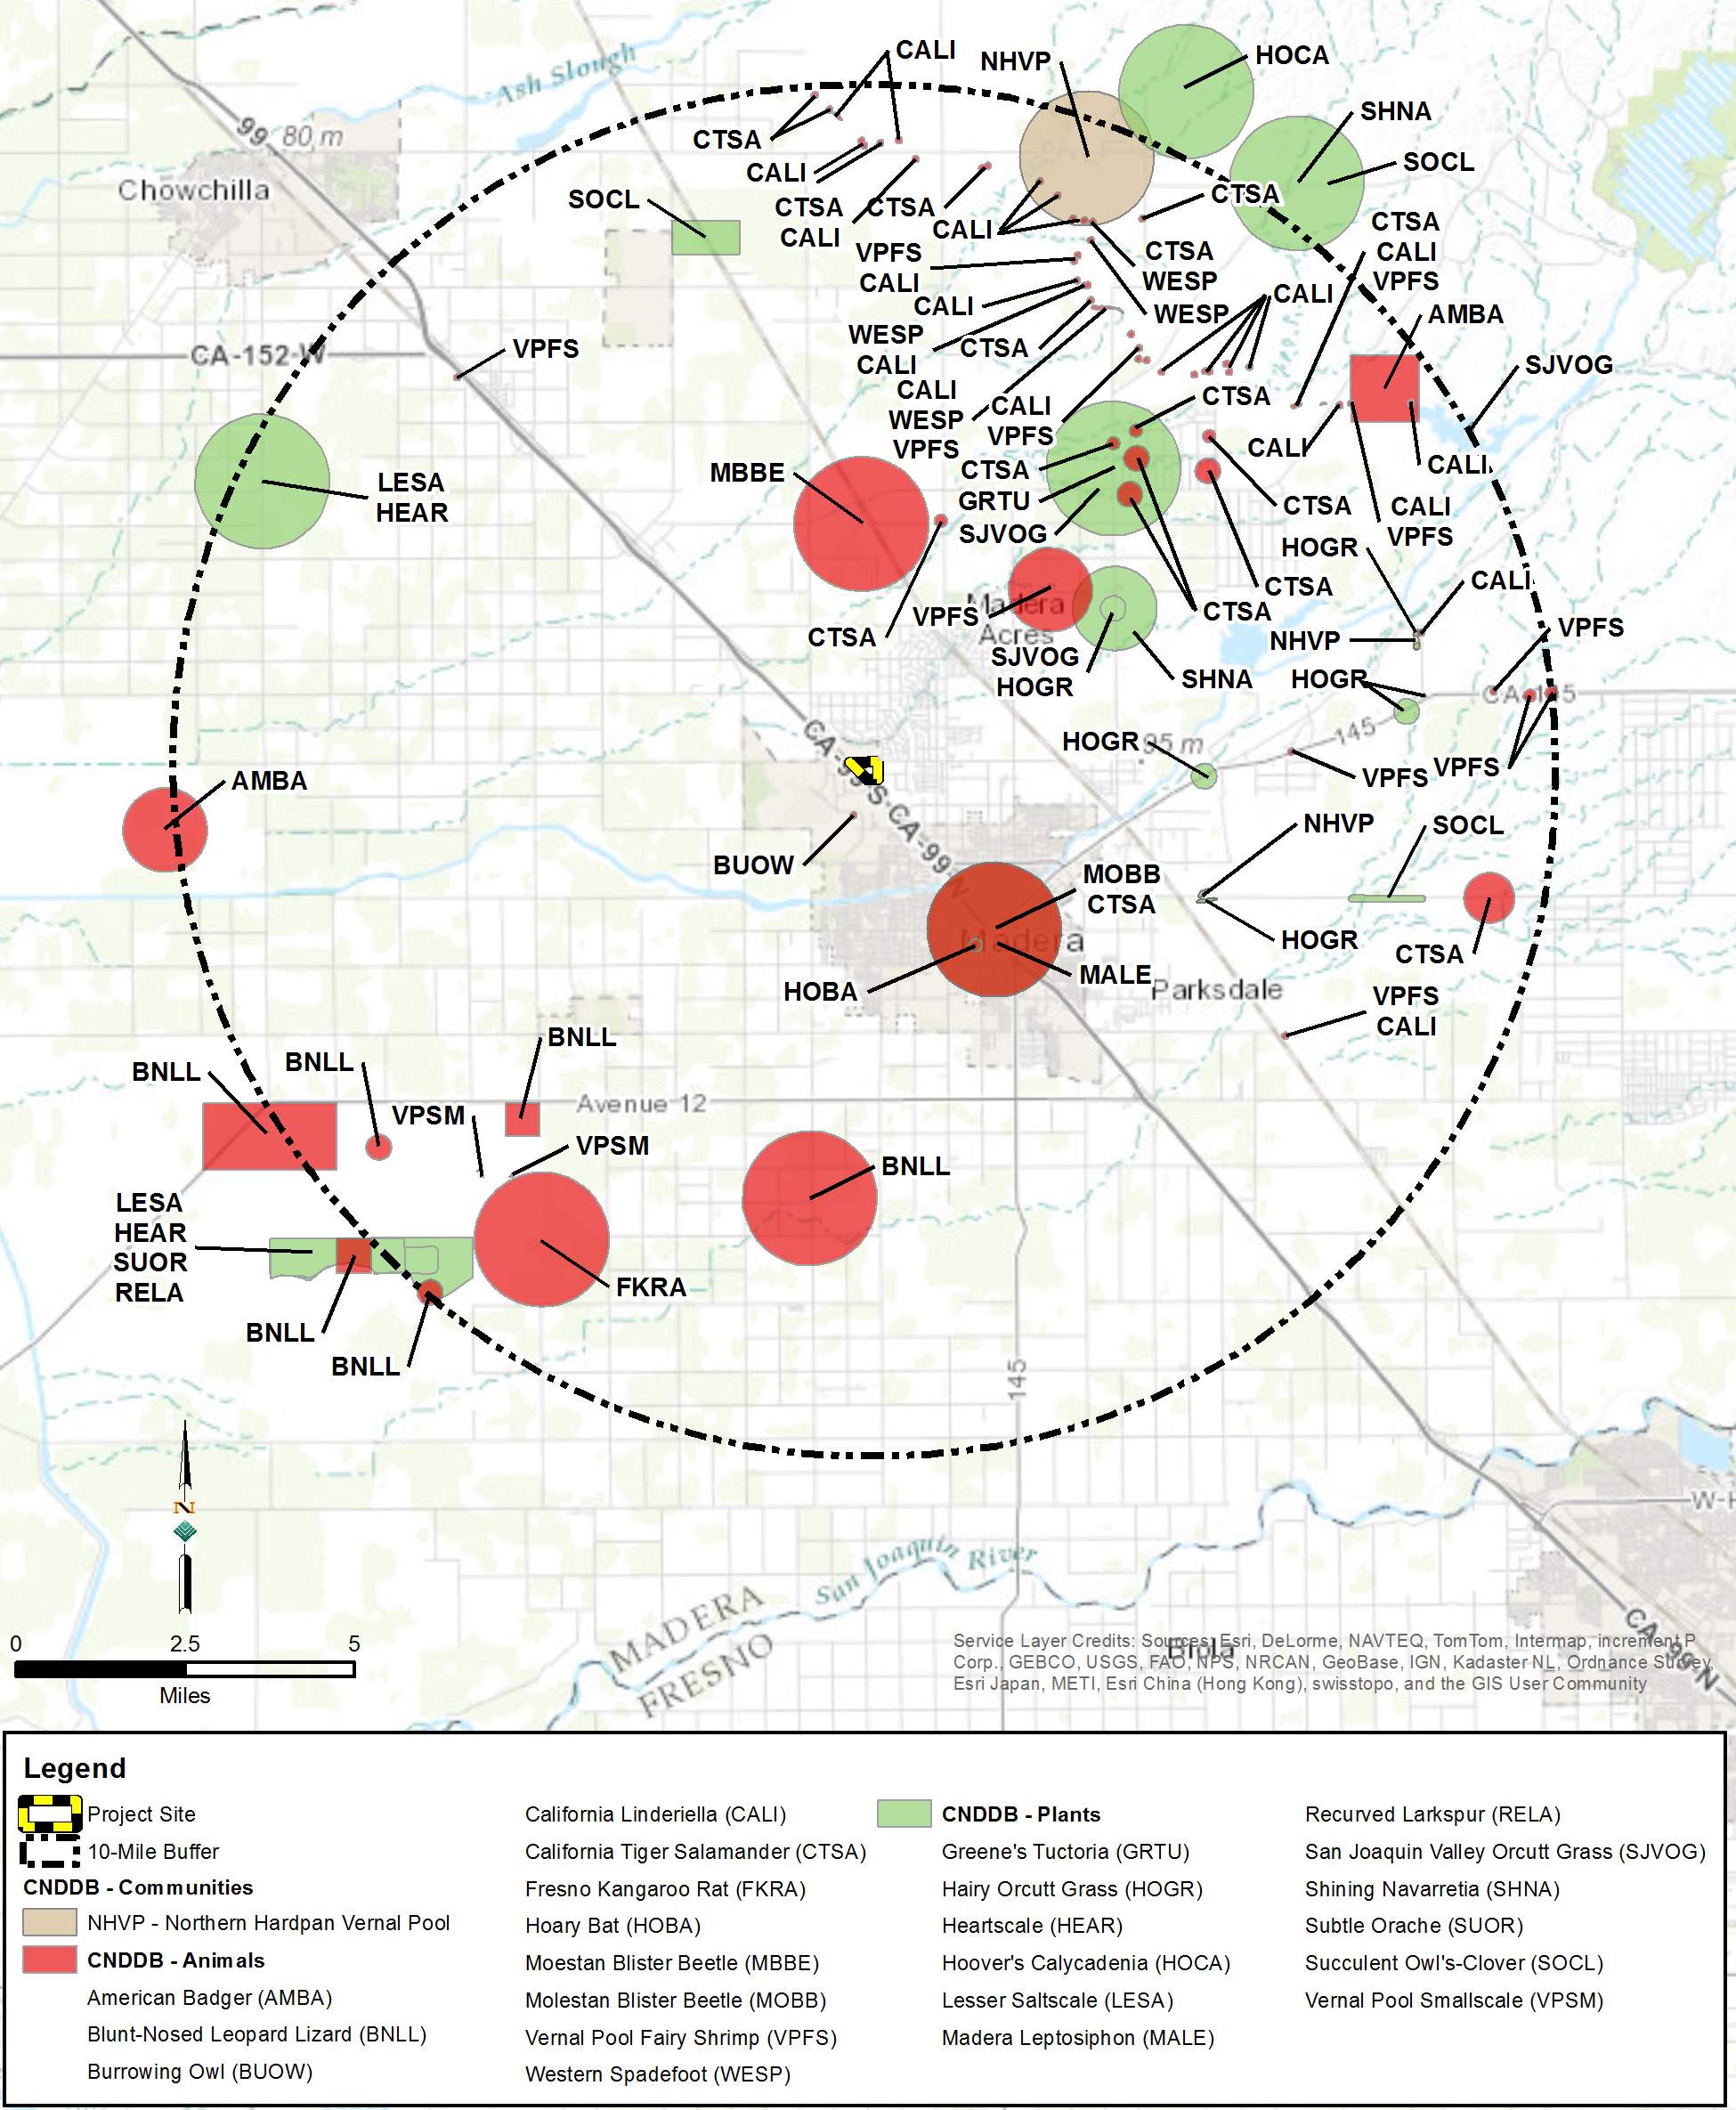 CALI
NHVP
HOCA
Ash Slough
SHNA
99
80 m
CTSA
SOCL
CALI
Chowchilla
SOCL
CTSA
CTSA
CALI
CTSA
CTSA
CALI
VPFS
CALI
VPFS
CALI
CTSA
WESP
CALI
CALI
WESP
AMBA
WESP
CALI
CTSA
CA-152-W
VPFS
SJVOG
CALI
WESP
VPFS
CALI
VPFS
CTSA
CALI
CALI
MBBE
CTSA
GRTU
SJVOG
LESA
HEAR
CTSA
CALI
VPFS
HOGR
CTSA
CALI
Madera
Acres
VPFS
CTSA
CTSA
NHVP
VPFS
SJVOG
HOGR
SHNA
HOGR
CA-145
CA-99-S
CA-99-N
HOGR
95 m
145
VPFS
VPFS
AMBA
BUOW
NHVP
SOCL
MOBB
CTSA
Madera
HOGR
CTSA
HOBA
MALE
Parksdale
VPFS
CALI
BNLL
BNLL
BNLL
VPSM
Avenue 12
VPSM
BNLL
LESA
HEAR
SUOR
RELA
FKRA
BNLL
BNLL
145
N
W-H
San Joaquin River
MADERA
FRESNO
Biola
CA-99-N
0 2.5 5
Miles
Service Layer Credits: Sources: Esri, DeLorme, NAVTEQ, TomTom, Intermap, increment P
Corp., GEBCO, USGS, FAO, NPS, NRCAN, GeoBase, IGN, Kadaster NL, Ordnance Survey,
Esri Japan, METI, Esri China (Hong Kong), swisstopo, and the GIS User Community
Legend
Project Site
10-Mile Buffer
CNDDB - Communities
NHVP - Northern Hardpan Vernal Pool
CNDDB - Animals
American Badger (AMBA)
Blunt-Nosed Leopard Lizard (BNLL)
Burrowing Owl (BUOW)
California Linderiella (CALI)
California Tiger Salamander (CTSA)
Fresno Kangaroo Rat (FKRA)
Hoary Bat (HOBA)
Moestan Blister Beetle (MBBE)
Molestan Blister Beetle (MOBB)
Vernal Pool Fairy Shrimp (VPFS)
Western Spadefoot (WESP)
CNDDB - Plants
Greene's Tuctoria (GRTU)
Hairy Orcutt Grass (HOGR)
Heartscale (HEAR)
Hoover's Calycadenia (HOCA)
Lesser Saltscale (LESA)
Madera Leptosiphon (MALE)
Recurved Larkspur (RELA)
San Joaquin Valley Orcutt Grass (SJVOG)
Shining Navarretia (SHNA)
Subtle Orache (SUOR)
Succulent Owl's-Clover (SOCL)
Vernal Pool Smallscale (VPSM)